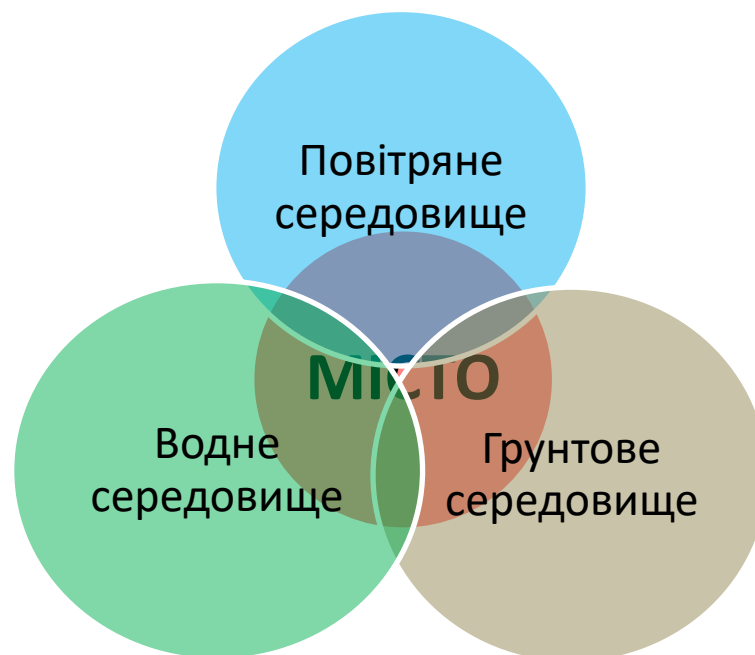 Повітряне
середовище
МІСТО
Водне
середовище
Грунтове
середовище